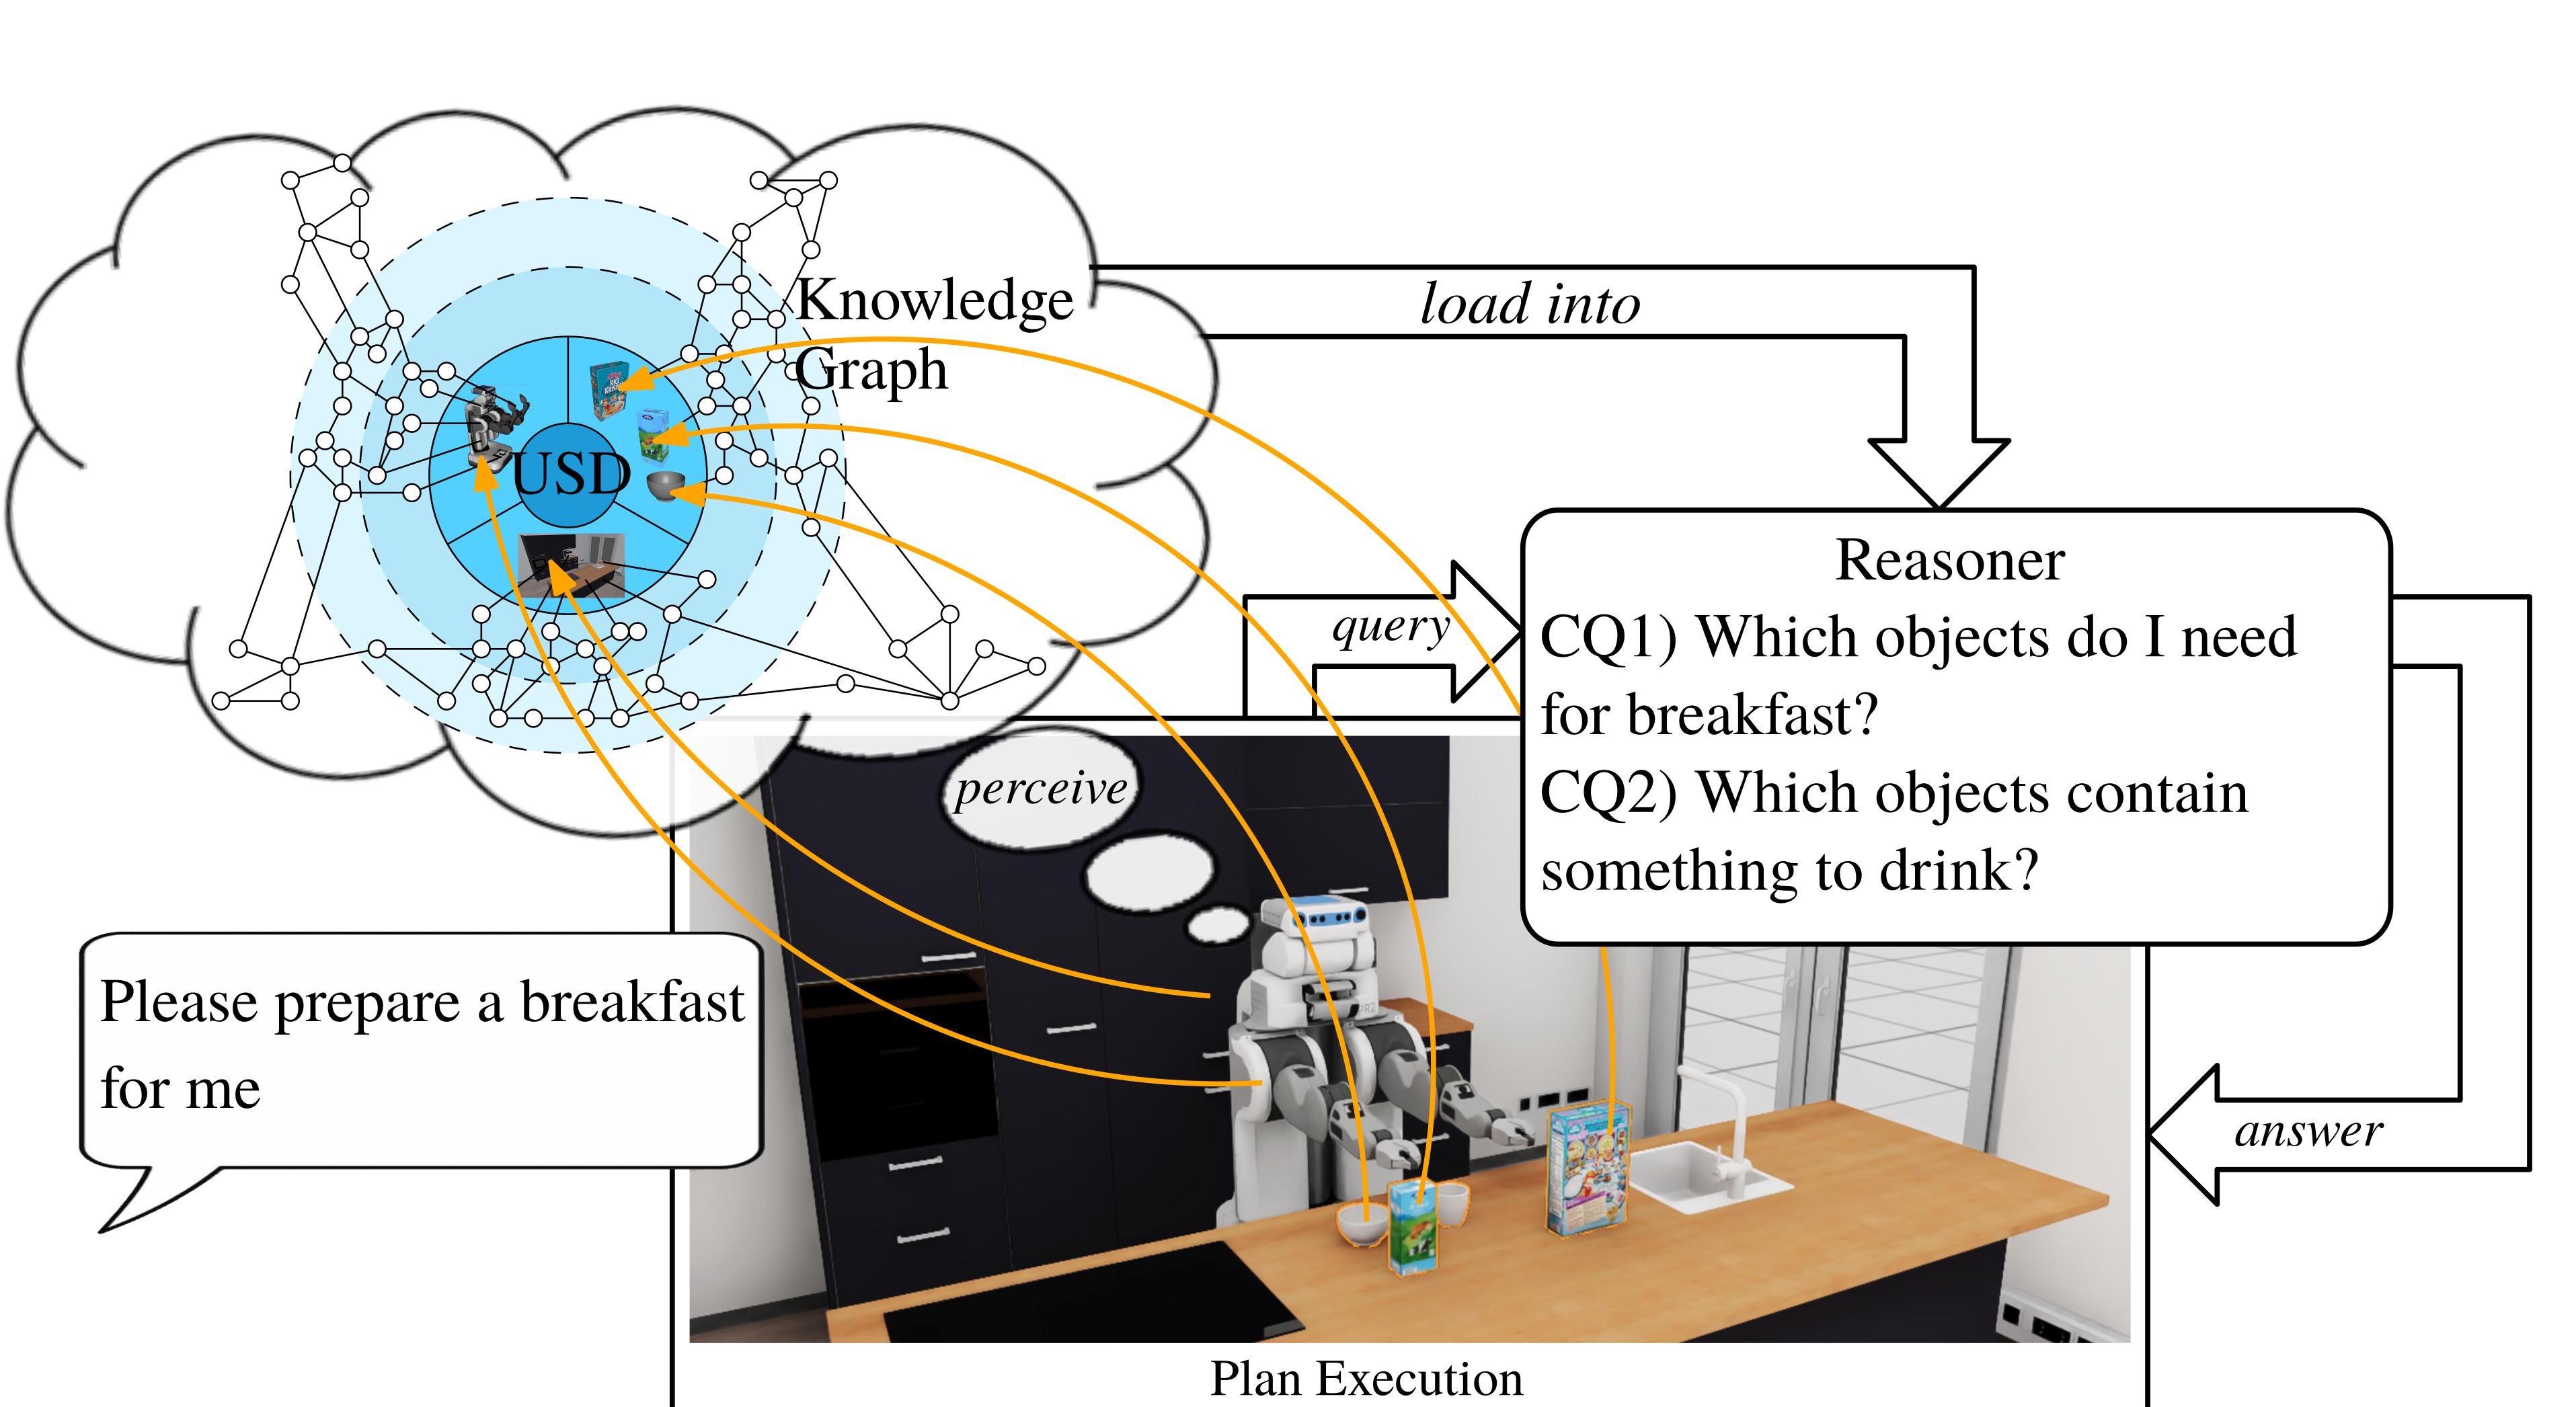 Knowledge
Graph
USD
load into
query
Reasoner
CQ1) Which objects do I need
for breakfast?
CQ2) Which objects contain
something to drink?
perceive
Please prepare a breakfast
for me
answer
Plan Execution